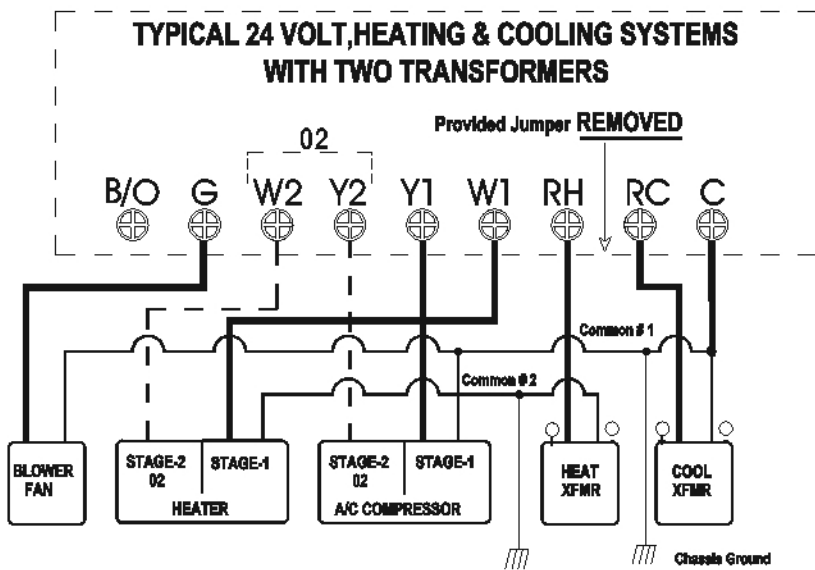 TYPICAL 24 VOLT,HEATING & COOLING SYSTEMS
WITH TWO TRANSFORMERS
Provided Jumper REMOVED
02
B/O G W2 Y2 Y1 W1 RH RC C
Common # 1
Common # 2
BLOWER
FAN
STAGE-2
02
STAGE-1
HEATER
STAGE-2
02
STAGE-1
A/C COMPRESSOR
HEAT
XFMR
COOL
XFMR
Chassis Ground